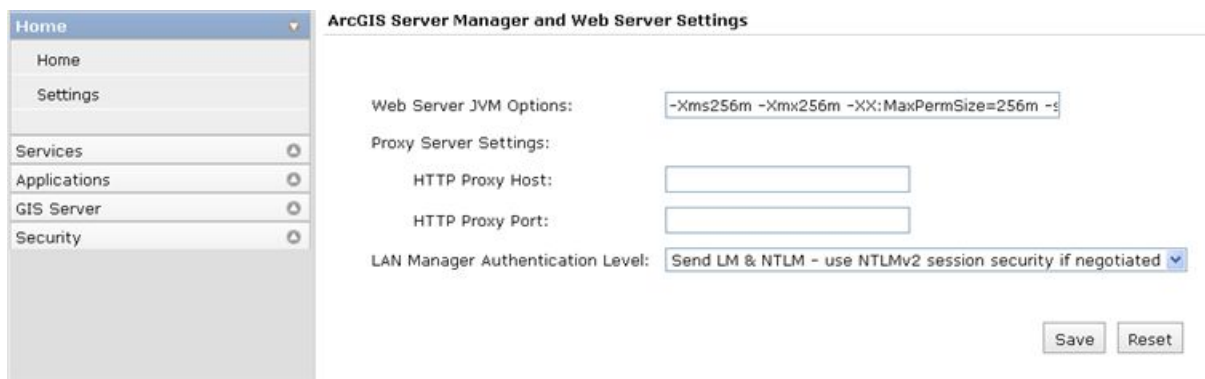 Home
Home
Settings
Services
Applications
GIS Server
Security
ArcGIS Server Manager and Web Server Settings
Web Server JVM Options: -Xms256m -Xmx256m -XX:MaxPermSize=256m -s
Proxy Server Settings:
HTTP Proxy Host:
HTTP Proxy Port:
LAN Manager Authentication Level: Send LM & NTLM - use NTLMv2 session security if negotiated
Save Reset